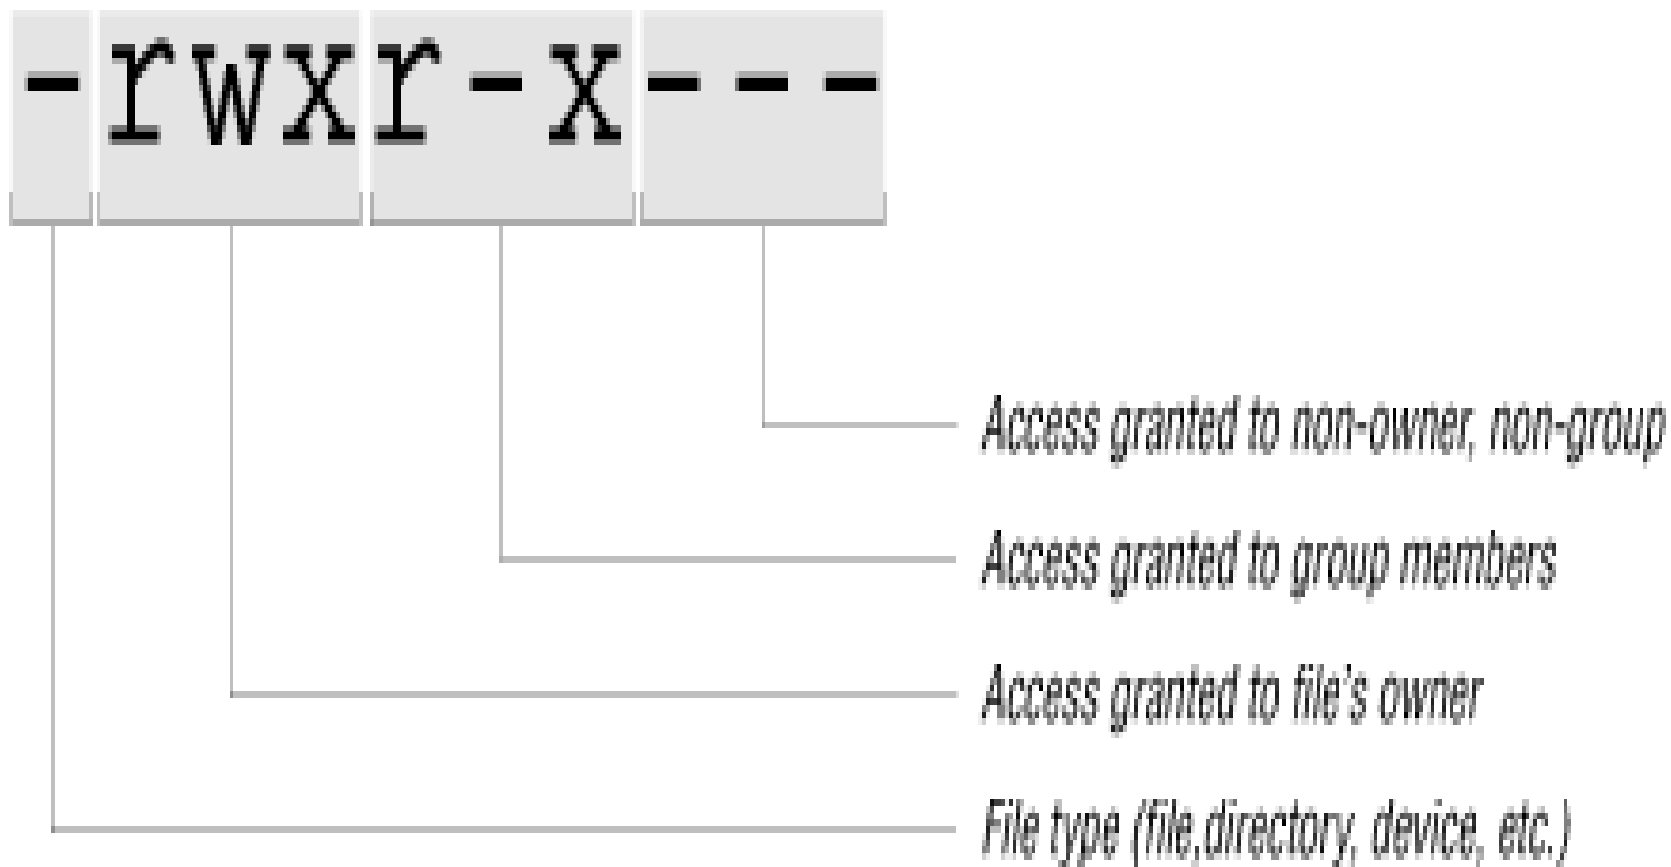 -rwxr-x---
Access granted to non-owner, non-group
Access granted to group members
Access granted to file's owner
File type (file,directory, device, etc.)